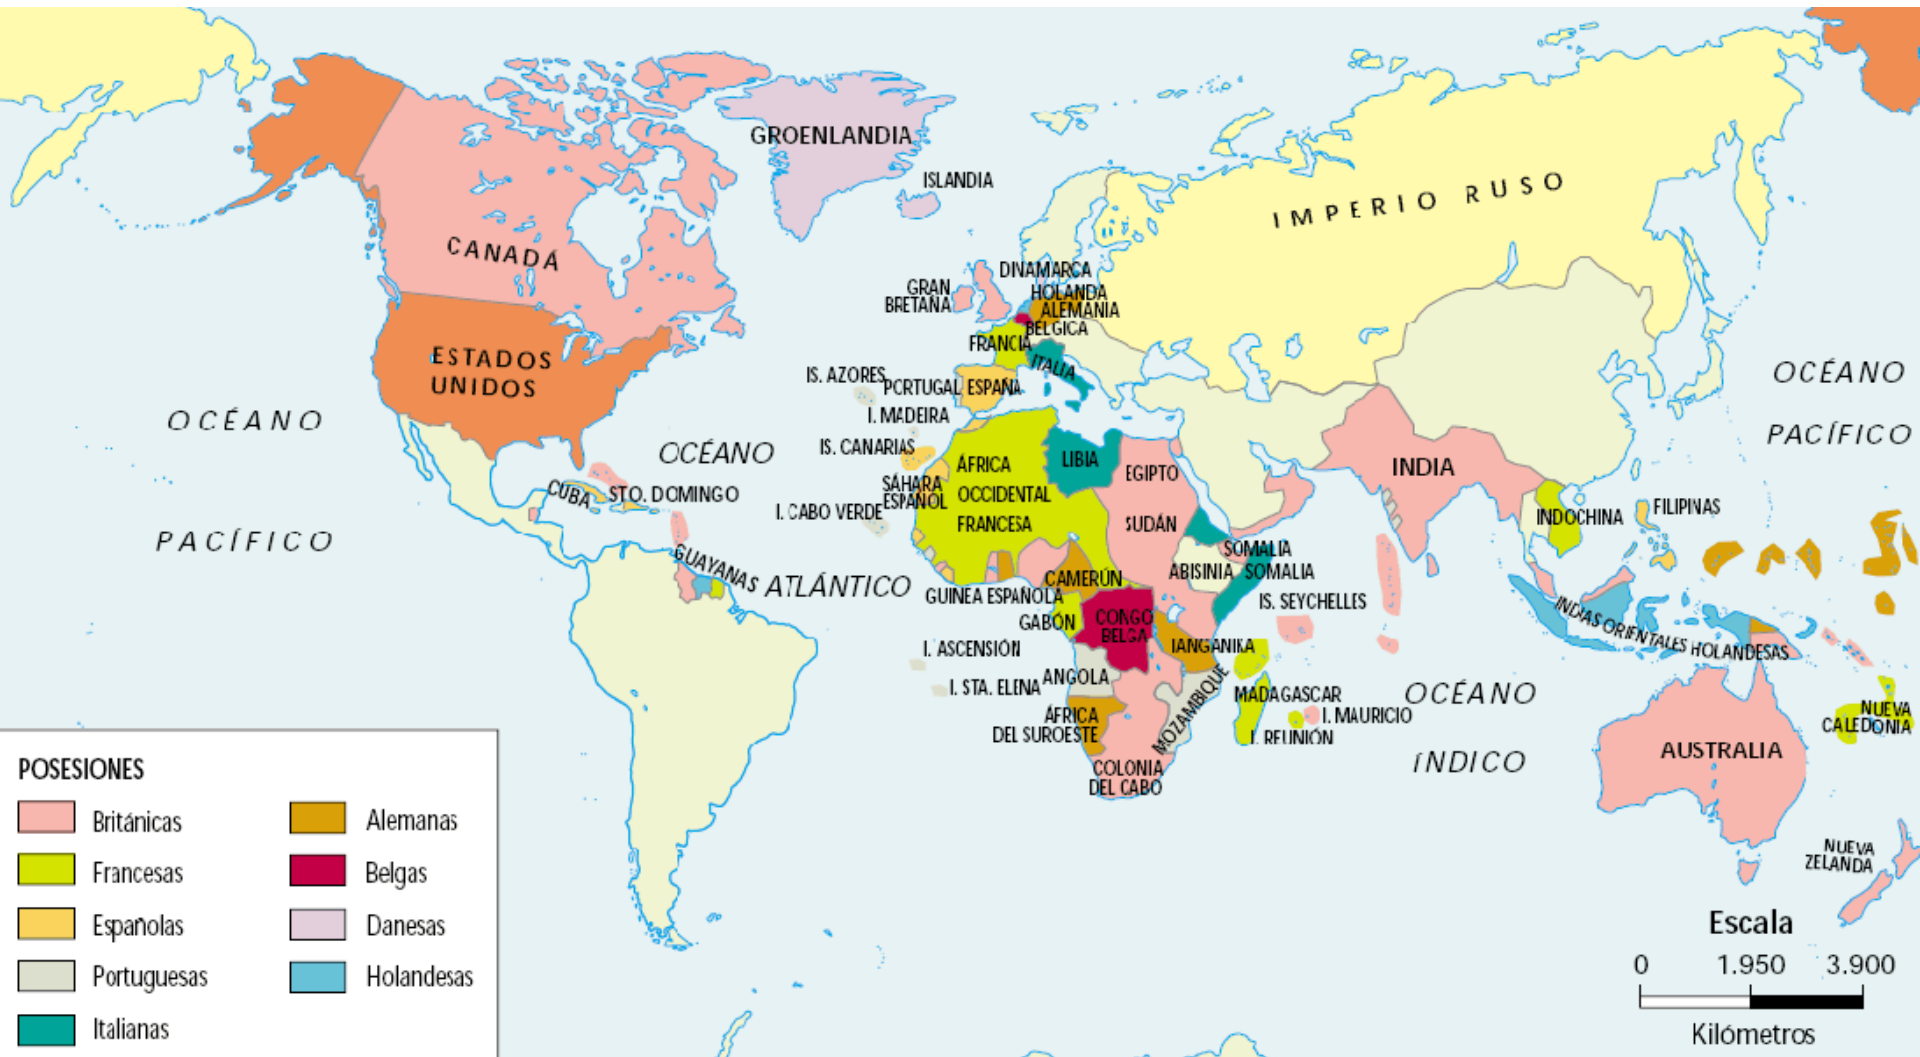 GROENLANDIA
ISLANDIA
IMPERIO RUSO
CANADÁ
DINAMARCA
GRAN
BRETAÑA
HOLANDA
ALEMANIA
BELGICA
FRANCIA
ITALIA
ESTADOS
UNIDOS
IS. AZORES
PORTUGAL
ESPAÑA
I. MADEIRA
OCÉANO
PACÍFICO
OCÉANO
ATLÁNTICO
IS. CANARIAS
ÁFRICA
OCCIDENTAL
FRANCESA
LIBIA
EGIPTO
SÁHARA
ESPAÑOL
CUBA
STO. DOMINGO
I. CABO VERDE
SUDÁN
INDIA
INDOCHINA
FILIPINAS
OCÉANO
PACÍFICO
GUAYANAS
SOMALIA
ABISINIA
SOMALIA
CAMERÚN
GUINEA ESPAÑOLA
IS. SEYCHELLES
GABÓN
CONGO
BELGA
TANGANIKA
INDIAS ORIENTALES HOLANDESAS
I. ASCENSIÓN
I. STA. ELENA
ANGOLA
MOZAMBIQUE
MADAGASCAR
I. MAURICIO
I. REUNIÓN
ÁFRICA
DEL SUROESTE
COLONIA
DEL CABO
OCÉANO
ÍNDICO
NUEVA
CALEDONIA
AUSTRALIA
NUEVA
ZELANDA
POSESIONES
Británicas
Francesas
Españolas
Portuguesas
Italianas
Alemanas
Belgas
Danesas
Holandesas
Escala
0 1.950 3.900
Kilómetros